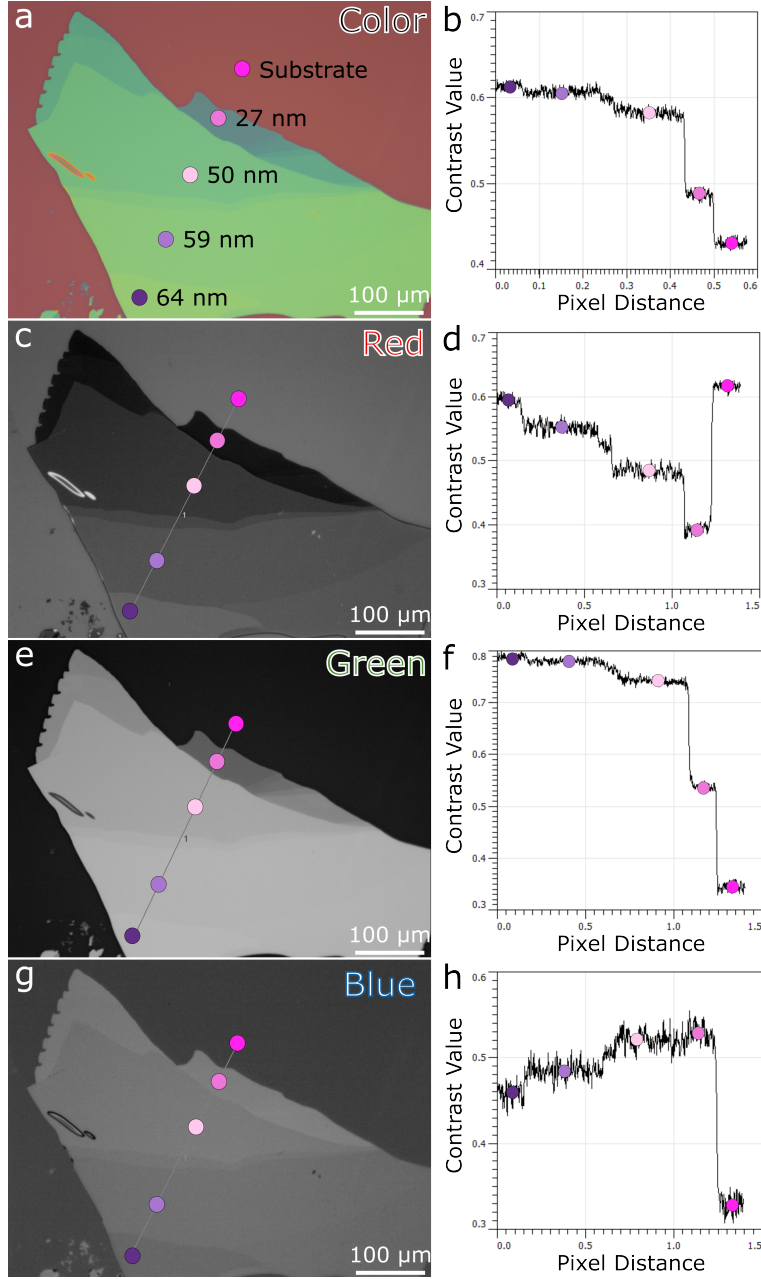 a
Color
Substrate
27 nm
50 nm
59 nm
64 nm
100 µm
b
Contrast Value
0.7
0.6
0.5
0.4
0.0
0.1
0.2
0.3
0.4
0.5
0.6
Pixel Distance
c
Red
1
100 µm
d
Contrast Value
0.7
0.6
0.5
0.4
0.3
0.0
0.5
1.0
1.5
Pixel Distance
e
Green
1
100 µm
f
Contrast Value
0.8
0.7
0.6
0.5
0.4
0.3
0.0
0.5
1.0
1.5
Pixel Distance
g
Blue
1
100 µm
h
Contrast Value
0.6
0.5
0.4
0.3
0.0
0.5
1.0
1.5
Pixel Distance